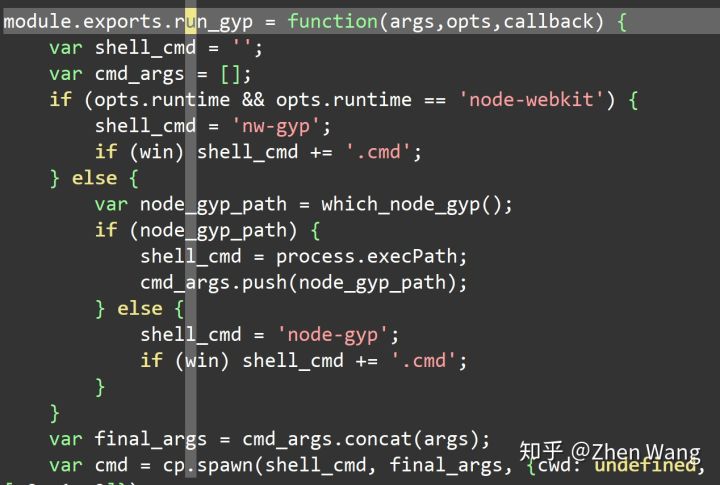 module.exports.run_gyp = function(args,opts,callback) {
    var shell_cmd = '';
    var cmd_args = [];
    if (opts.runtime && opts.runtime == 'node-webkit') {
        shell_cmd = 'nw-gyp';
        if (win) shell_cmd += '.cmd';
    } else {
        var node_gyp_path = which_node_gyp();
        if (node_gyp_path) {
            shell_cmd = process.execPath;
            cmd_args.push(node_gyp_path);
        } else {
            shell_cmd = 'node-gyp';
            if (win) shell_cmd += '.cmd';
        }
    }
    var final_args = cmd_args.concat(args);
    var cmd = cp.spawn(shell_cmd, final_args, {cwd: undefined,
知乎 @Zhen Wang